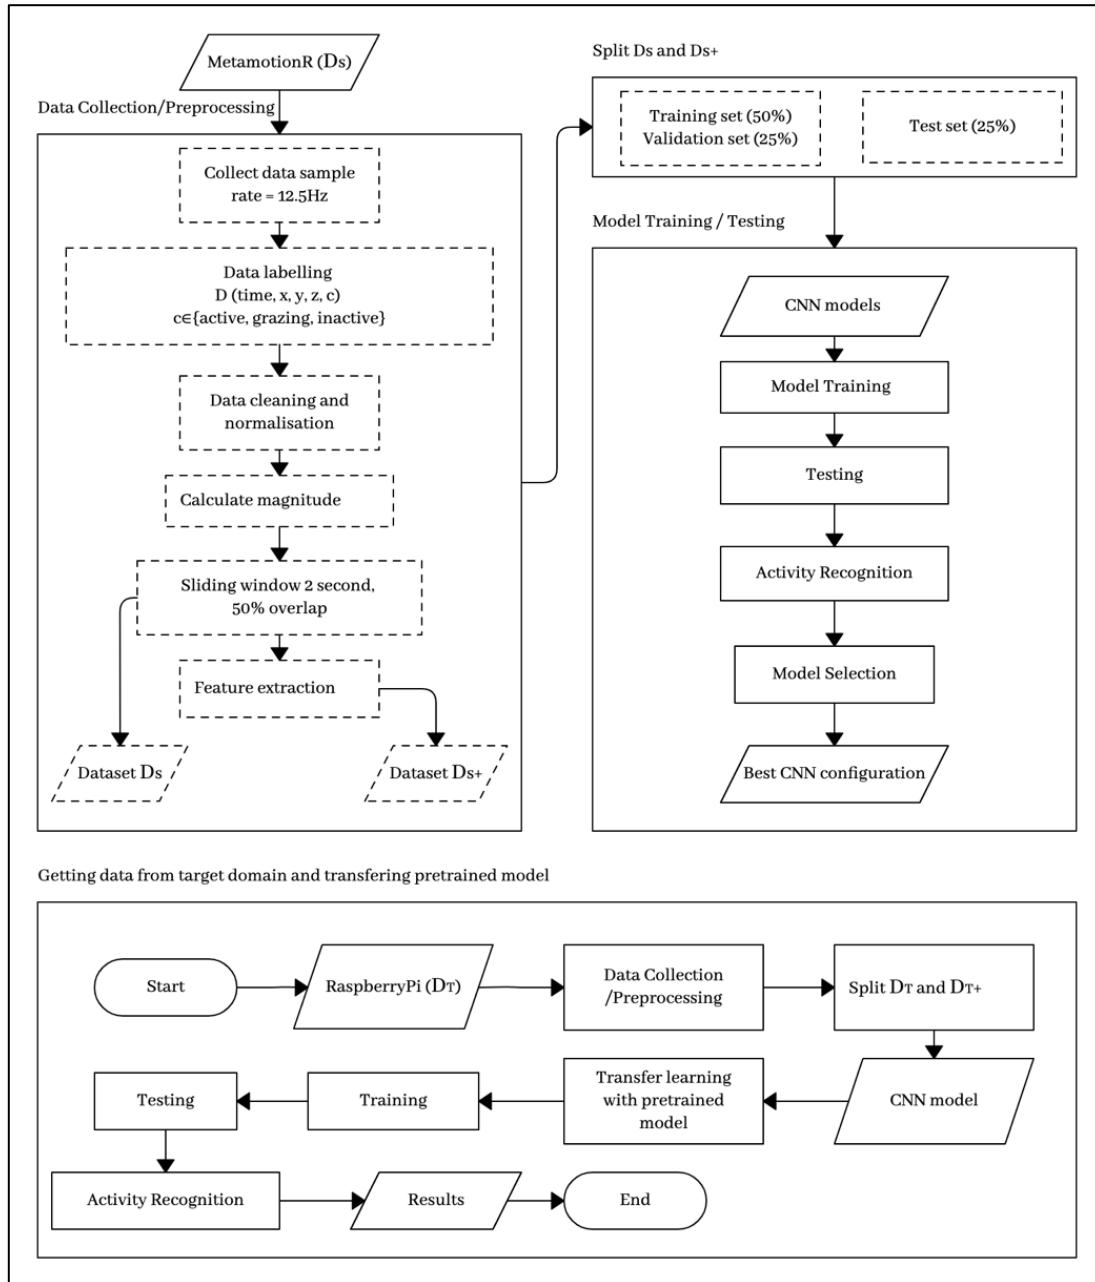 MetamotionR (Ds)
Data Collection/Preprocessing
Collect data sample
rate = 12.5Hz
Data labelling
D (time, x, y, z, c)
c∈{active, grazing, inactive}
Data cleaning and
normalisation
Calculate magnitude
Sliding window 2 second,
50% overlap
Feature extraction
Dataset Ds
Dataset Ds+
Split Ds and Ds+
Training set (50%)
Validation set (25%)
Test set (25%)
Model Training / Testing
CNN models
Model Training
Testing
Activity Recognition
Model Selection
Best CNN configuration
Getting data from target domain and transfering pretrained model
Start
RaspberryPi (DT)
Data Collection
/Preprocessing
Split DT and DT+
CNN model
Transfer learning
with pretrained
model
Training
Testing
Activity Recognition
Results
End